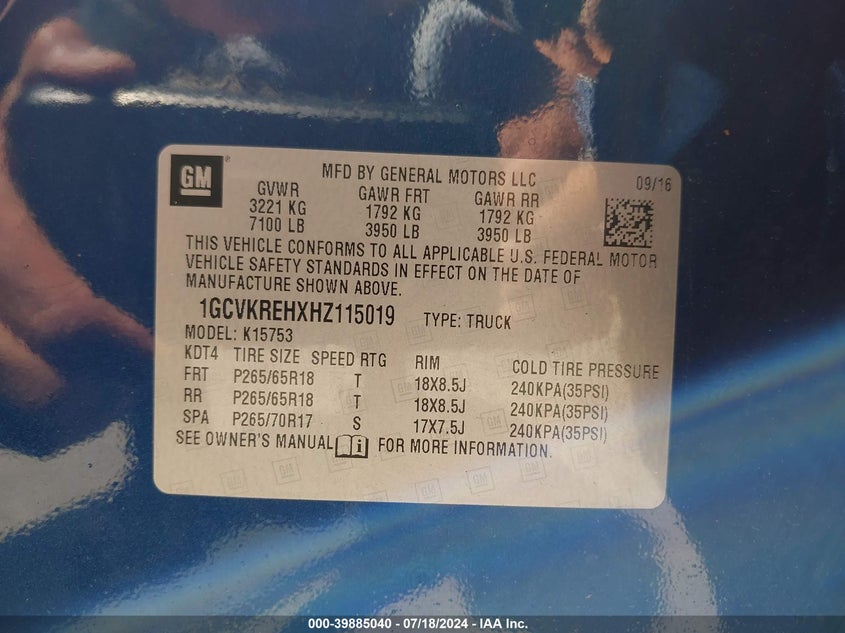 GM
MFD BY GENERAL MOTORS LLC 09/16
GVWR GAWR FRT GAWR RR
3221 KG 1792 KG 1792 KG
7100 LB 3950 LB 3950 LB
THIS VEHICLE CONFORMS TO ALL APPLICABLE U.S. FEDERAL MOTOR
VEHICLE SAFETY STANDARDS IN EFFECT ON THE DATE OF
MANUFACTURE SHOWN ABOVE.
1GCVKREHXHZ115019 TYPE: TRUCK
MODEL: K15753
KDT4 TIRE SIZE SPEED RTG RIM COLD TIRE PRESSURE
FRT P265/65R18 T 18X8.5J 240KPA(35PSI)
RR P265/65R18 T 18X8.5J 240KPA(35PSI)
SPA P265/70R17 S 17X7.5J 240KPA(35PSI)
SEE OWNER'S MANUAL i FOR MORE INFORMATION.
000-39885040 - 07/18/2024 - IAA Inc.